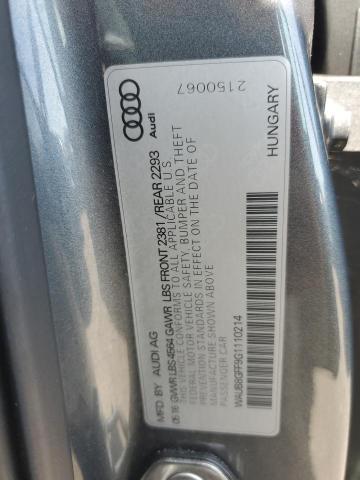 Audi
2150067
MFD. BY AUDI AG
05.16 GVWR LBS 4564 GAWR LBS FRONT 2381/REAR 2293
THIS VEHICLE CONFORMS TO ALL APPLICABLE U.S.
FEDERAL MOTOR VEHICLE SAFETY, BUMPER AND THEFT
PREVENTION STANDARDS IN EFFECT ON THE DATE OF
MANUFACTURE SHOWN ABOVE
PASSENGER CAR
WAUB8GFF9G1110214
HUNGARY